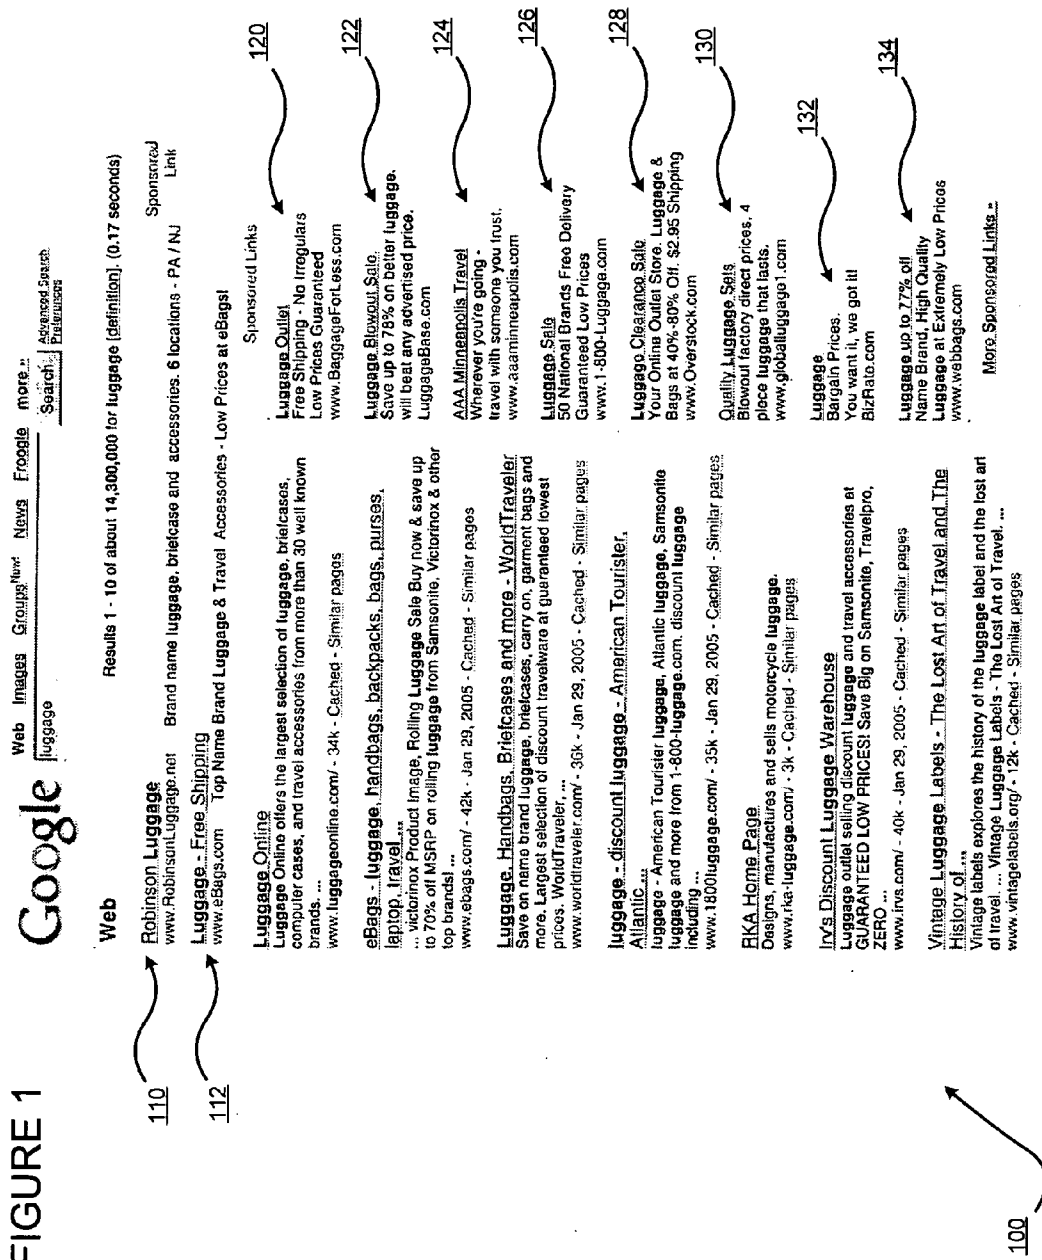 FIGURE 1
Google
Web Images Groups New! News Froogle more »
luggage Search Advanced Search
Preferences
Web Results 1 - 10 of about 14,300,000 for luggage [definition]. (0.17 seconds)
110
Robinson Luggage
www.RobinsonLuggage.net Brand name luggage, briefcase and accessories. 6 locations - PA / NJ
Sponsored
Link
112
Luggage - Free Shipping
www.eBags.com Top Name Brand Luggage & Travel Accessories - Low Prices at eBags!
Luggage Online
Luggage Online offers the largest selection of luggage, briefcases,
computer cases, and travel accessories from more than 30 well known
brands. ...
www.luggageonline.com/ - 34k - Cached - Similar pages
eBags - luggage, handbags, backpacks, bags, purses,
laptop, travel ...
... victorinox Product Image, Rolling Luggage Sale Buy now & save up
to 70% off MSRP on rolling luggage from Samsonite, Victorinox & other
top brands! ...
www.ebags.com/ - 42k - Jan 29, 2005 - Cached - Similar pages
Luggage, Handbags, Briefcases and more - WorldTraveler
Save on name brand luggage, briefcases, carry on, garment bags and
more. Largest selection of discount travelware at guaranteed lowest
prices. WorldTraveler, ...
www.worldtraveler.com/ - 36k - Jan 29, 2005 - Cached - Similar pages
luggage - discount luggage - American Tourister,
Atlantic ...
luggage - American Tourister luggage, Atlantic luggage, Samsonite
luggage and more from 1-800-luggage.com. discount luggage
including ...
www.1800luggage.com/ - 35k - Jan 29, 2005 - Cached - Similar pages
RKA Home Page
Designs, manufactures and sells motorcycle luggage.
www.rka-luggage.com/ - 3k - Cached - Similar pages
Irv's Discount Luggage Warehouse
Luggage outlet selling discount luggage and travel accessories at
GUARANTEED LOW PRICES! Save Big on Samsonite, Travelpro,
ZERO ...
www.irvs.com/ - 40k - Jan 29, 2005 - Cached - Similar pages
Vintage Luggage Labels - The Lost Art of Travel and The
History of ...
Vintage labels explores the history of the luggage label and the lost art
of travel. ... Vintage Luggage Labels - The Lost Art of Travel. ...
www.vintagelabels.org/ - 12k - Cached - Similar pages
Sponsored Links
120
Luggage Outlet
Free Shipping - No Irregulars
Low Prices Guaranteed
www.BaggageForLess.com
122
Luggage Blowout Sale
Save up to 78% on better luggage.
will beat any advertised price.
LuggageBase.com
124
AAA Minneapolis Travel
Wherever you're going -
travel with someone you trust.
www.aaaminneapolis.com
126
Luggage Sale
50 National Brands Free Delivery
Guaranteed Low Prices
www.1-800-Luggage.com
128
Luggage Clearance Sale
Your Online Outlet Store. Luggage &
Bags at 40%-80% Off. $2.95 Shipping
www.Overstock.com
130
Quality Luggage Sets
Blowout factory direct prices, 4
piece luggage that lasts.
www.globalluggage1.com
132
Luggage
Bargain Prices.
You want it, we got it!
BizRate.com
134
Luggage up to 77% off
Name Brand, High Quality
Luggage at Extremely Low Prices
www.webbags.com
More Sponsored Links »
100